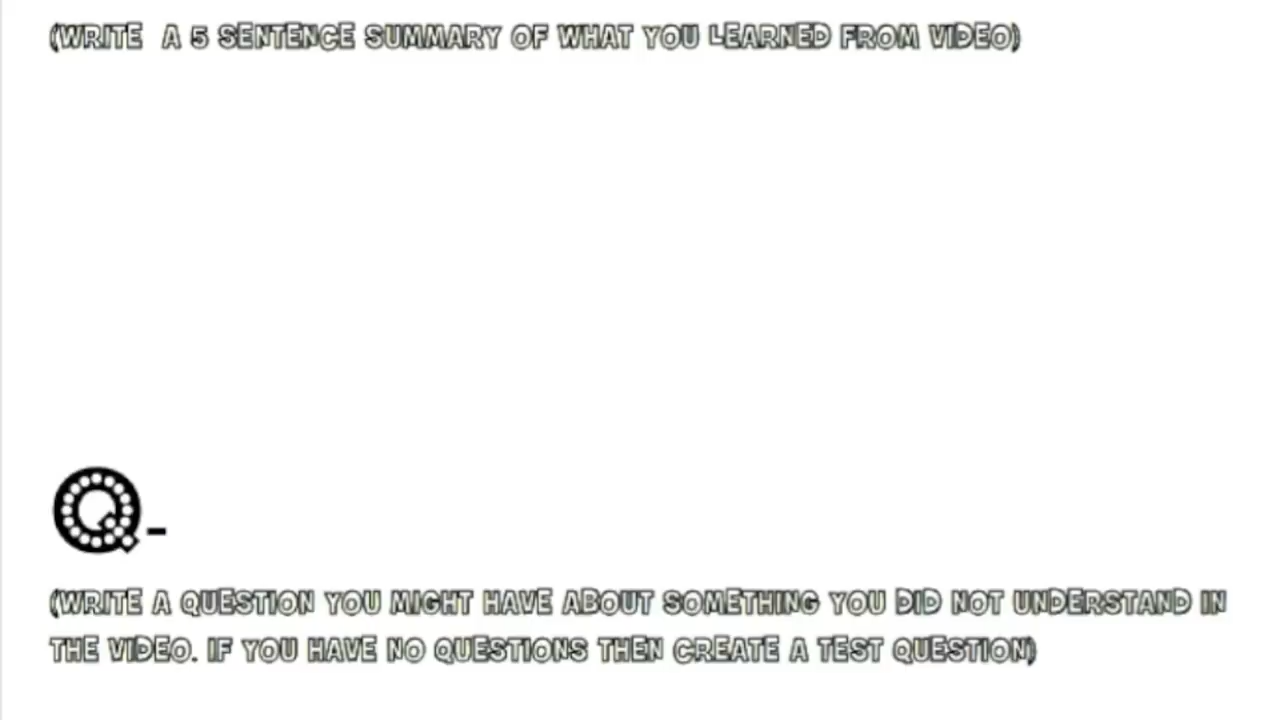 (WRITE A 5 SENTENCE SUMMARY OF WHAT YOU LEARNED FROM VIDEO)
Q-
(WRITE A QUESTION YOU MIGHT HAVE ABOUT SOMETHING YOU DID NOT UNDERSTAND IN
THE VIDEO. IF YOU HAVE NO QUESTIONS THEN CREATE A TEST QUESTION)